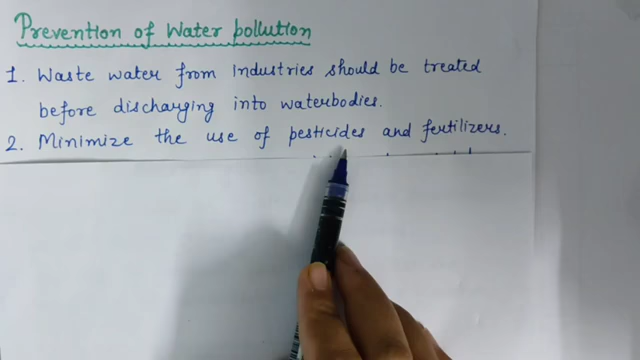 Prevention of Water pollution
1. Waste water from industries should be treated
before discharging into waterbodies.
2. Minimize the use of pesticides and fertilizers.